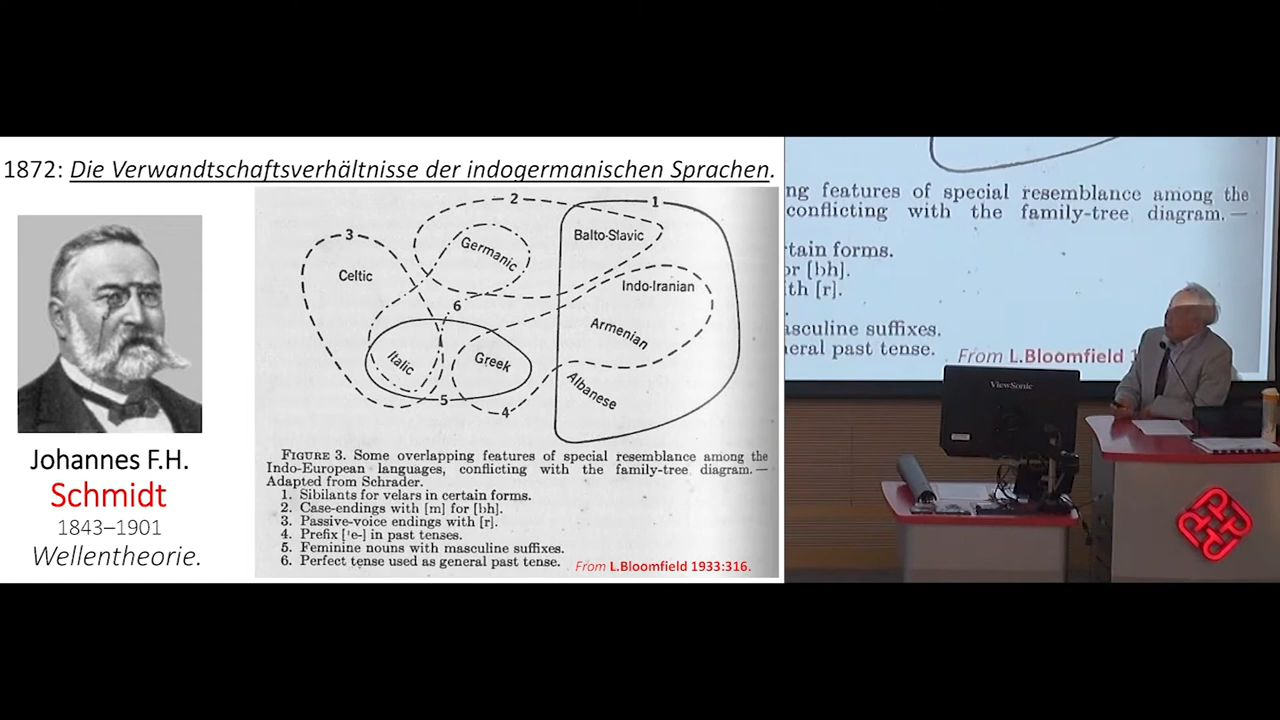 1872: Die Verwandtschaftsverhältnisse der indogermanischen Sprachen.
Johannes F.H.
Schmidt
1843–1901
Wellentheorie.
2
1
3
Germanic
Balto-Slavic
Celtic
Indo-Iranian
6
Armenian
Italic
Greek
Albanese
5
4
FIGURE 3. Some overlapping features of special resemblance among the
Indo-European languages, conflicting with the family-tree diagram.—
Adapted from Schrader.
1. Sibilants for velars in certain forms.
2. Case-endings with [m] for [bh].
3. Passive-voice endings with [r].
4. Prefix ['e-] in past tenses.
5. Feminine nouns with masculine suffixes.
6. Perfect tense used as general past tense.
From L.Bloomfield 1933:316.
ng features of special resemblance among the
conflicting with the family-tree diagram.—
rtain forms.
or [bh].
ith [r].
asculine suffixes.
neral past tense.
From L.Bloomfield 1
ViewSonic